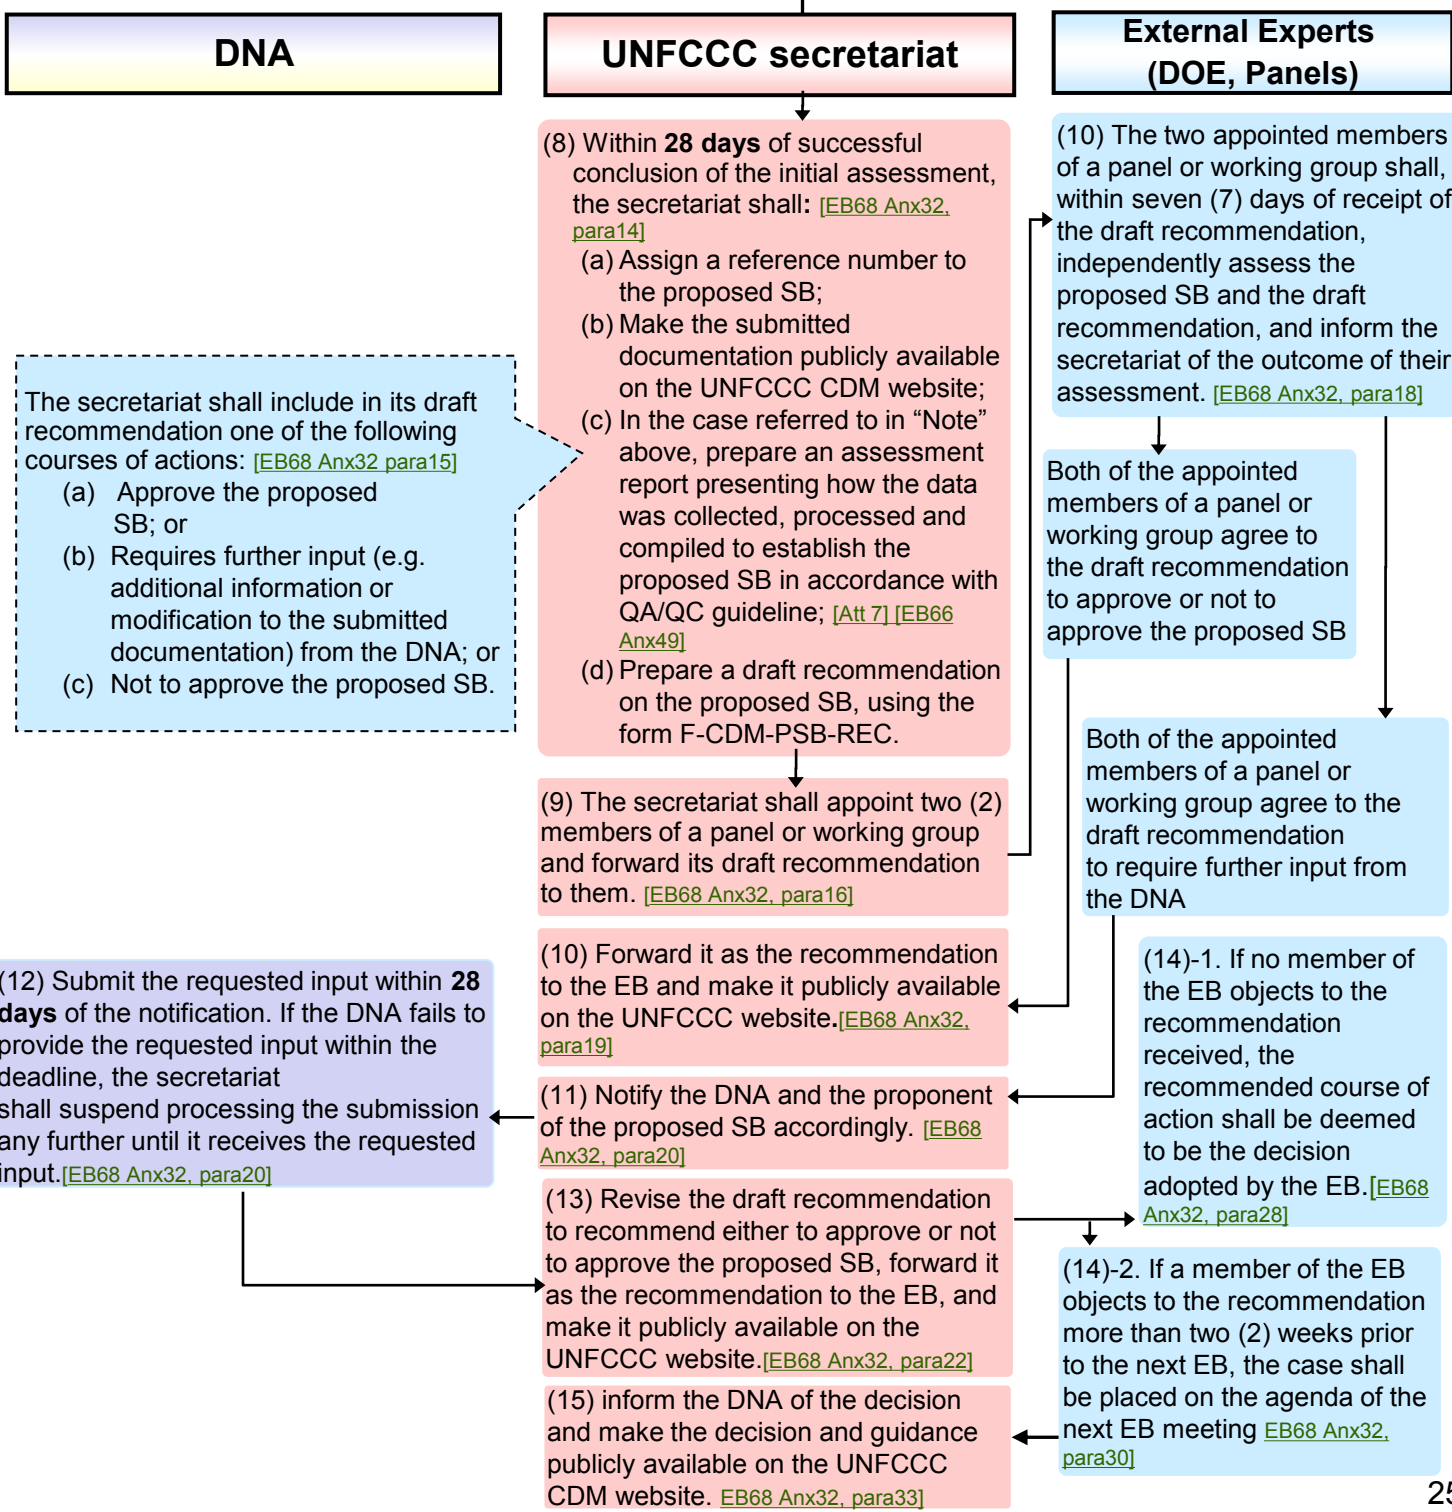 DNA
UNFCCC secretariat
External Experts
(DOE, Panels)
(8) Within 28 days of successful
conclusion of the initial assessment,
the secretariat shall: [EB68 Anx32,
para14]
(a) Assign a reference number to
the proposed SB;
(b) Make the submitted
documentation publicly available
on the UNFCCC CDM website;
(c) In the case referred to in “Note”
above, prepare an assessment
report presenting how the data
was collected, processed and
compiled to establish the
proposed SB in accordance with
QA/QC guideline; [Att 7] [EB66
Anx49]
(d) Prepare a draft recommendation
on the proposed SB, using the
form F-CDM-PSB-REC.
The secretariat shall include in its draft
recommendation one of the following
courses of actions: [EB68 Anx32 para15]
(a) Approve the proposed
SB; or
(b) Requires further input (e.g.
additional information or
modification to the submitted
documentation) from the DNA; or
(c) Not to approve the proposed SB.
(9) The secretariat shall appoint two (2)
members of a panel or working group
and forward its draft recommendation
to them. [EB68 Anx32, para16]
(10) The two appointed members
of a panel or working group shall,
within seven (7) days of receipt of
the draft recommendation,
independently assess the
proposed SB and the draft
recommendation, and inform the
secretariat of the outcome of their
assessment. [EB68 Anx32, para18]
Both of the appointed
members of a panel or
working group agree to
the draft recommendation
to approve or not to
approve the proposed SB
Both of the appointed
members of a panel or
working group agree to the
draft recommendation
to require further input from
the DNA
(10) Forward it as the recommendation
to the EB and make it publicly available
on the UNFCCC website.[EB68 Anx32,
para19]
(11) Notify the DNA and the proponent
of the proposed SB accordingly. [EB68
Anx32, para20]
(12) Submit the requested input within 28
days of the notification. If the DNA fails to
provide the requested input within the
deadline, the secretariat
shall suspend processing the submission
any further until it receives the requested
input.[EB68 Anx32, para20]
(13) Revise the draft recommendation
to recommend either to approve or not
to approve the proposed SB, forward it
as the recommendation to the EB, and
make it publicly available on the
UNFCCC website.[EB68 Anx32, para22]
(14)-1. If no member of
the EB objects to the
recommendation
received, the
recommended course of
action shall be deemed
to be the decision
adopted by the EB.[EB68
Anx32, para28]
(14)-2. If a member of the EB
objects to the recommendation
more than two (2) weeks prior
to the next EB, the case shall
be placed on the agenda of the
next EB meeting EB68 Anx32,
para30]
(15) inform the DNA of the decision
and make the decision and guidance
publicly available on the UNFCCC
CDM website. EB68 Anx32, para33]
25